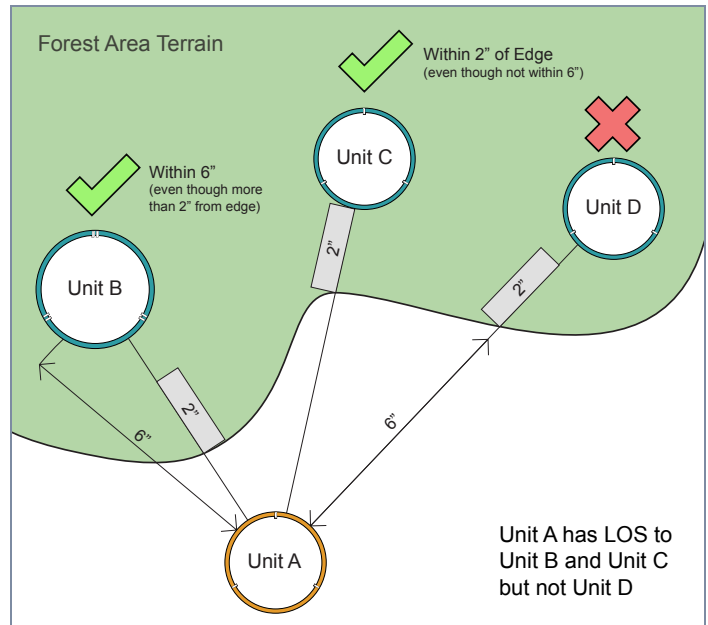 Forest Area Terrain
Within 2” of Edge
(even though not within 6”)
Unit C
Within 6”
(even though more
than 2” from edge)
Unit D
Unit B
2”
2”
2”
6”
6”
Unit A
Unit A has LOS to
Unit B and Unit C
but not Unit D